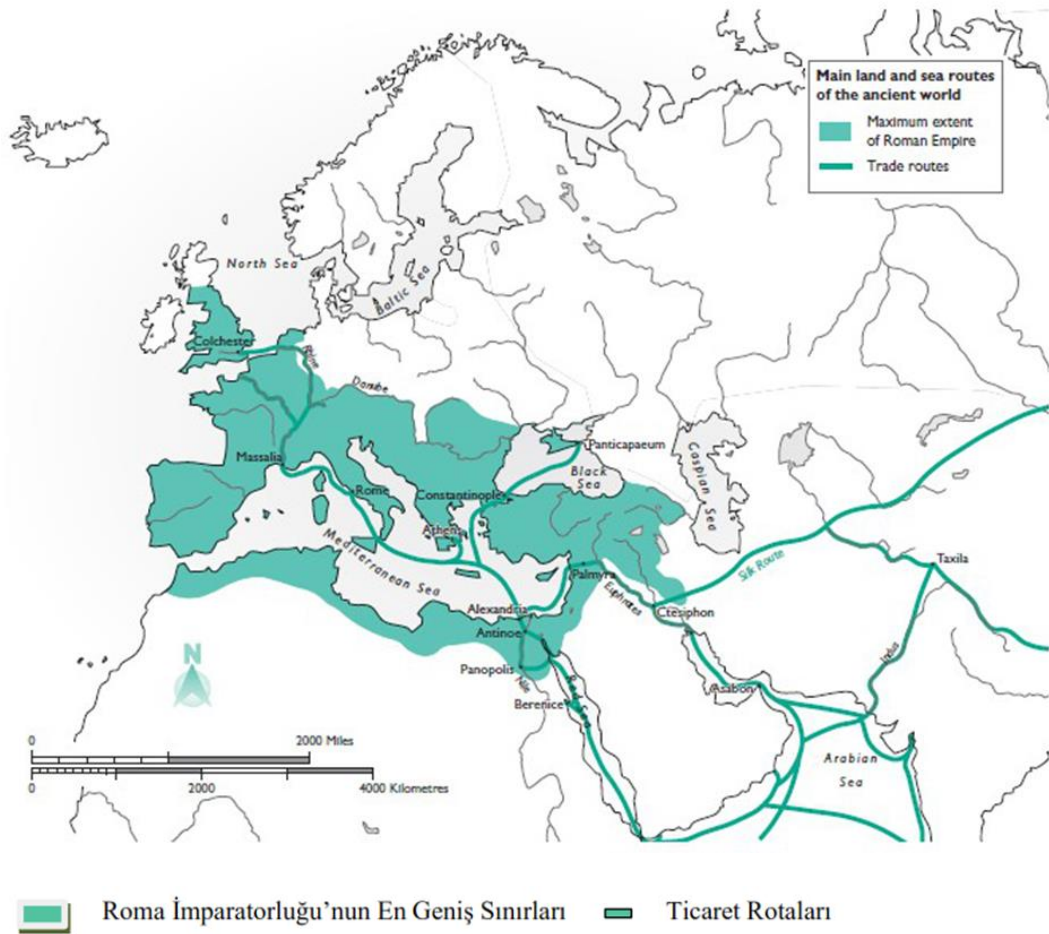 Main land and sea routes
of the ancient world
Maximum extent
of Roman Empire
Trade routes
North Sea
Baltic Sea
Colchester
Rhine
Danube
Massalia
Rome
Constantinople
Athens
Panticapaeum
Black
Sea
Caspian Sea
Mediterranean Sea
Silk Route
Taxila
Palmyra
Euphrates
Ctesiphon
Alexandria
Antinoe
Panopolis
Nile
Berenice
Red Sea
Asabon
Indus
Arabian
Sea
N
0 2000 Miles
0 2000 4000 Kilometres
Roma İmparatorluğu’nun En Geniş Sınırları Ticaret Rotaları